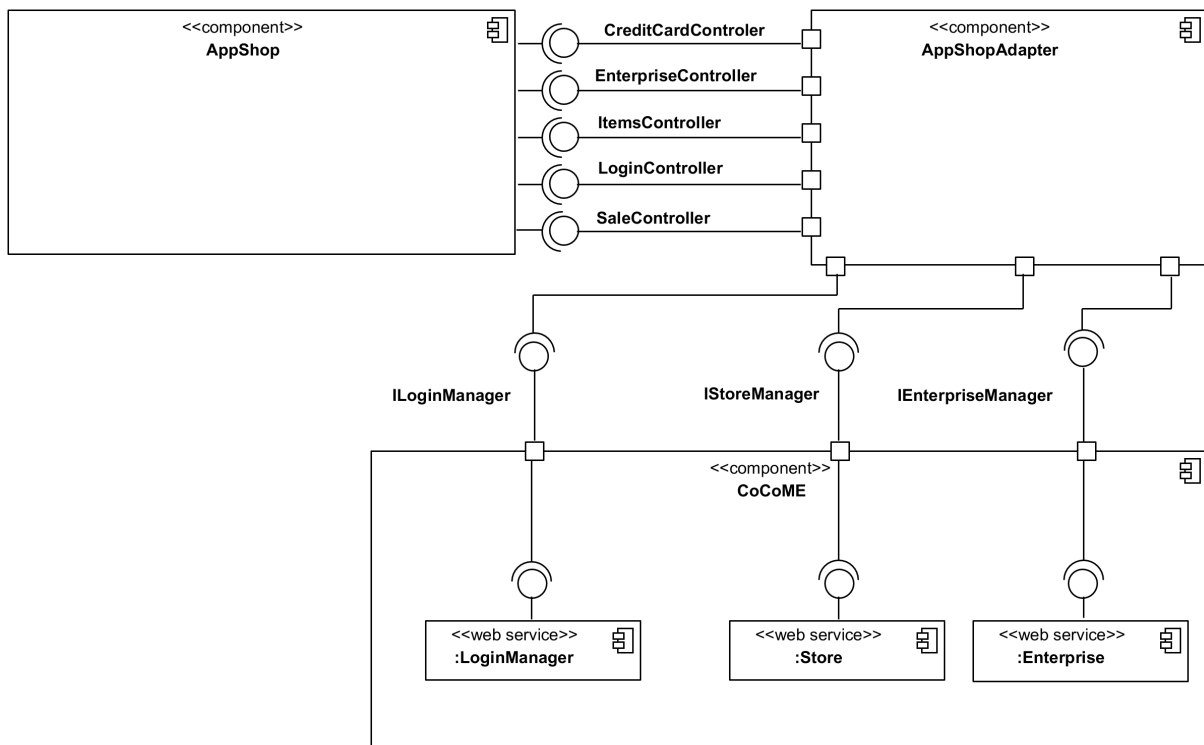 <<component>>
AppShop
CreditCardControler
EnterpriseController
ItemsController
LoginController
SaleController
<<component>>
AppShopAdapter
ILoginManager
IStoreManager
IEnterpriseManager
<<component>>
CoCoME
<<web service>>
:LoginManager
<<web service>>
:Store
<<web service>>
:Enterprise